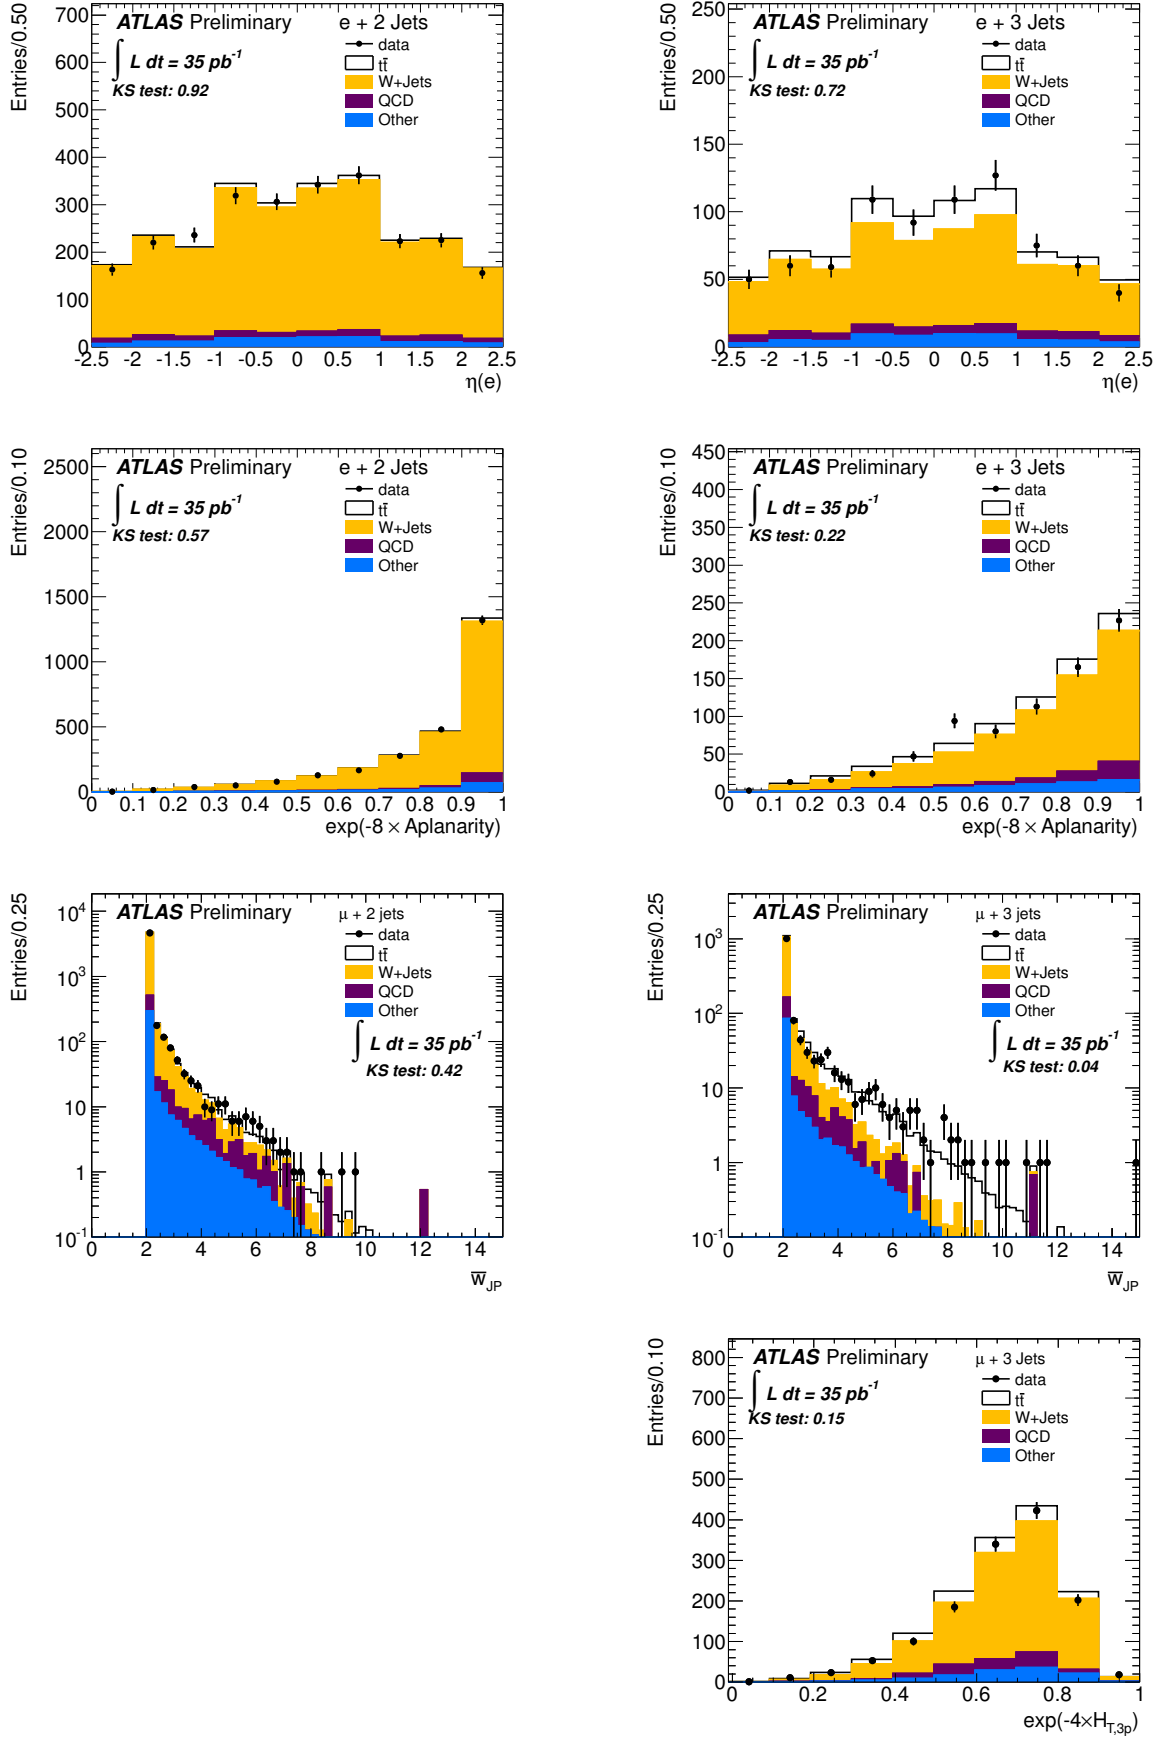 ATLAS Preliminary
e + 2 Jets
∫ L dt = 35 pb⁻¹
KS test: 0.92
data
tt̄
W+Jets
QCD
Other
Entries/0.50
700
600
500
400
300
200
100
0
-2.5 -2 -1.5 -1 -0.5 0 0.5 1 1.5 2 2.5
η(e)
ATLAS Preliminary
e + 3 Jets
∫ L dt = 35 pb⁻¹
KS test: 0.72
data
tt̄
W+Jets
QCD
Other
Entries/0.50
250
200
150
100
50
0
-2.5 -2 -1.5 -1 -0.5 0 0.5 1 1.5 2 2.5
η(e)
ATLAS Preliminary
e + 2 Jets
∫ L dt = 35 pb⁻¹
KS test: 0.57
data
tt̄
W+Jets
QCD
Other
Entries/0.10
2500
2000
1500
1000
500
0
0 0.1 0.2 0.3 0.4 0.5 0.6 0.7 0.8 0.9 1
exp(-8 × Aplanarity)
ATLAS Preliminary
e + 3 Jets
∫ L dt = 35 pb⁻¹
KS test: 0.22
data
tt̄
W+Jets
QCD
Other
Entries/0.10
450
400
350
300
250
200
150
100
50
0
0 0.1 0.2 0.3 0.4 0.5 0.6 0.7 0.8 0.9 1
exp(-8 × Aplanarity)
ATLAS Preliminary
μ + 2 jets
data
tt̄
W+Jets
QCD
Other
∫ L dt = 35 pb⁻¹
KS test: 0.42
Entries/0.25
10⁴
10³
10²
10
1
10⁻¹
0 2 4 6 8 10 12 14
w̅_JP
ATLAS Preliminary
μ + 3 jets
data
tt̄
W+Jets
QCD
Other
∫ L dt = 35 pb⁻¹
KS test: 0.04
Entries/0.25
10³
10²
10
1
10⁻¹
0 2 4 6 8 10 12 14
w̅_JP
ATLAS Preliminary
μ + 3 Jets
∫ L dt = 35 pb⁻¹
KS test: 0.15
data
tt̄
W+Jets
QCD
Other
Entries/0.10
800
700
600
500
400
300
200
100
0
0 0.2 0.4 0.6 0.8 1
exp(-4×H_T,3p)